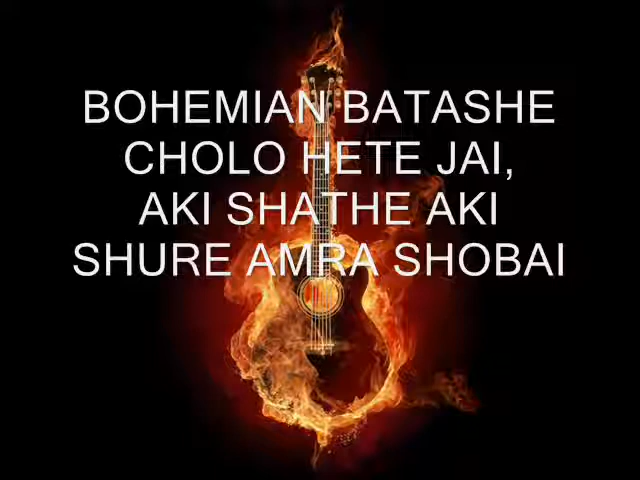 BOHEMIAN BATASHE
CHOLO HETE JAI,
AKI SHATHE AKI
SHURE AMRA SHOBAI